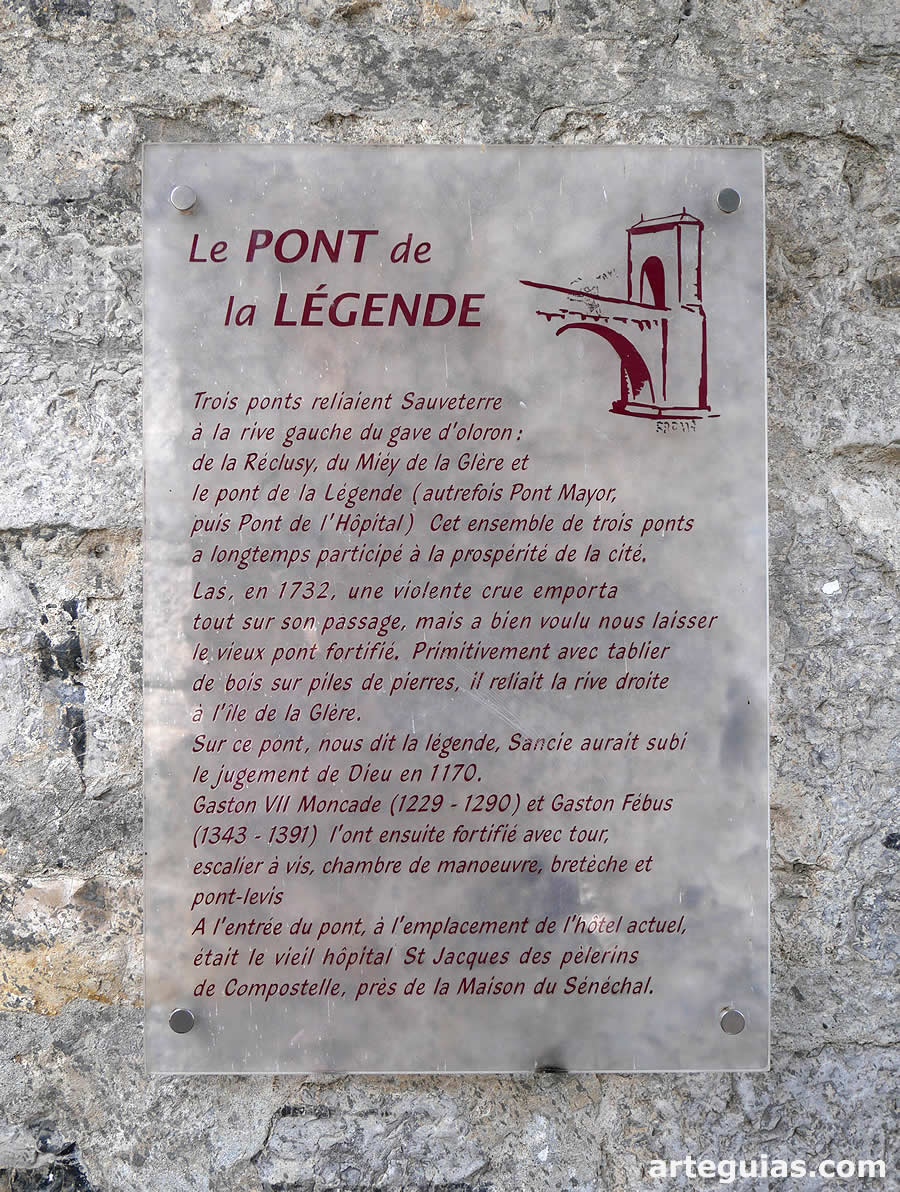 Le PONT de
la LÉGENDE
Trois ponts reliaient Sauveterre
à la rive gauche du gave d'oloron :
de la Réclusy, du Miéy de la Glère et
le pont de la Légende (autrefois Pont Mayor,
puis Pont de l'Hôpital) Cet ensemble de trois ponts
a longtemps participé à la prospérité de la cité.
Las, en 1732, une violente crue emporta
tout sur son passage, mais a bien voulu nous laisser
le vieux pont fortifié. Primitivement avec tablier
de bois sur piles de pierres, il reliait la rive droite
à l'île de la Glère.
Sur ce pont, nous dit la légende, Sancie aurait subi
le jugement de Dieu en 1170.
Gaston VII Moncade (1229 - 1290) et Gaston Fébus
(1343 - 1391) l'ont ensuite fortifié avec tour,
escalier à vis, chambre de manoeuvre, bretèche et
pont-levis
A l'entrée du pont, à l'emplacement de l'hôtel actuel,
était le vieil hôpital St Jacques des pèlerins
de Compostelle, près de la Maison du Sénéchal.
arteguias.com